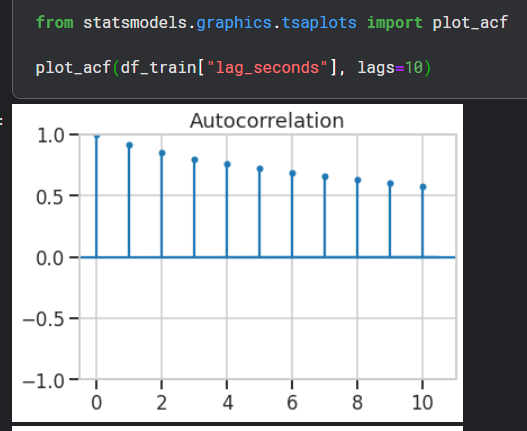 from statsmodels.graphics.tsaplots import plot_acf
plot_acf(df_train["lag_seconds"], lags=10)
:
Autocorrelation
1.0
0.5
0.0
−0.5
−1.0
0 2 4 6 8 10